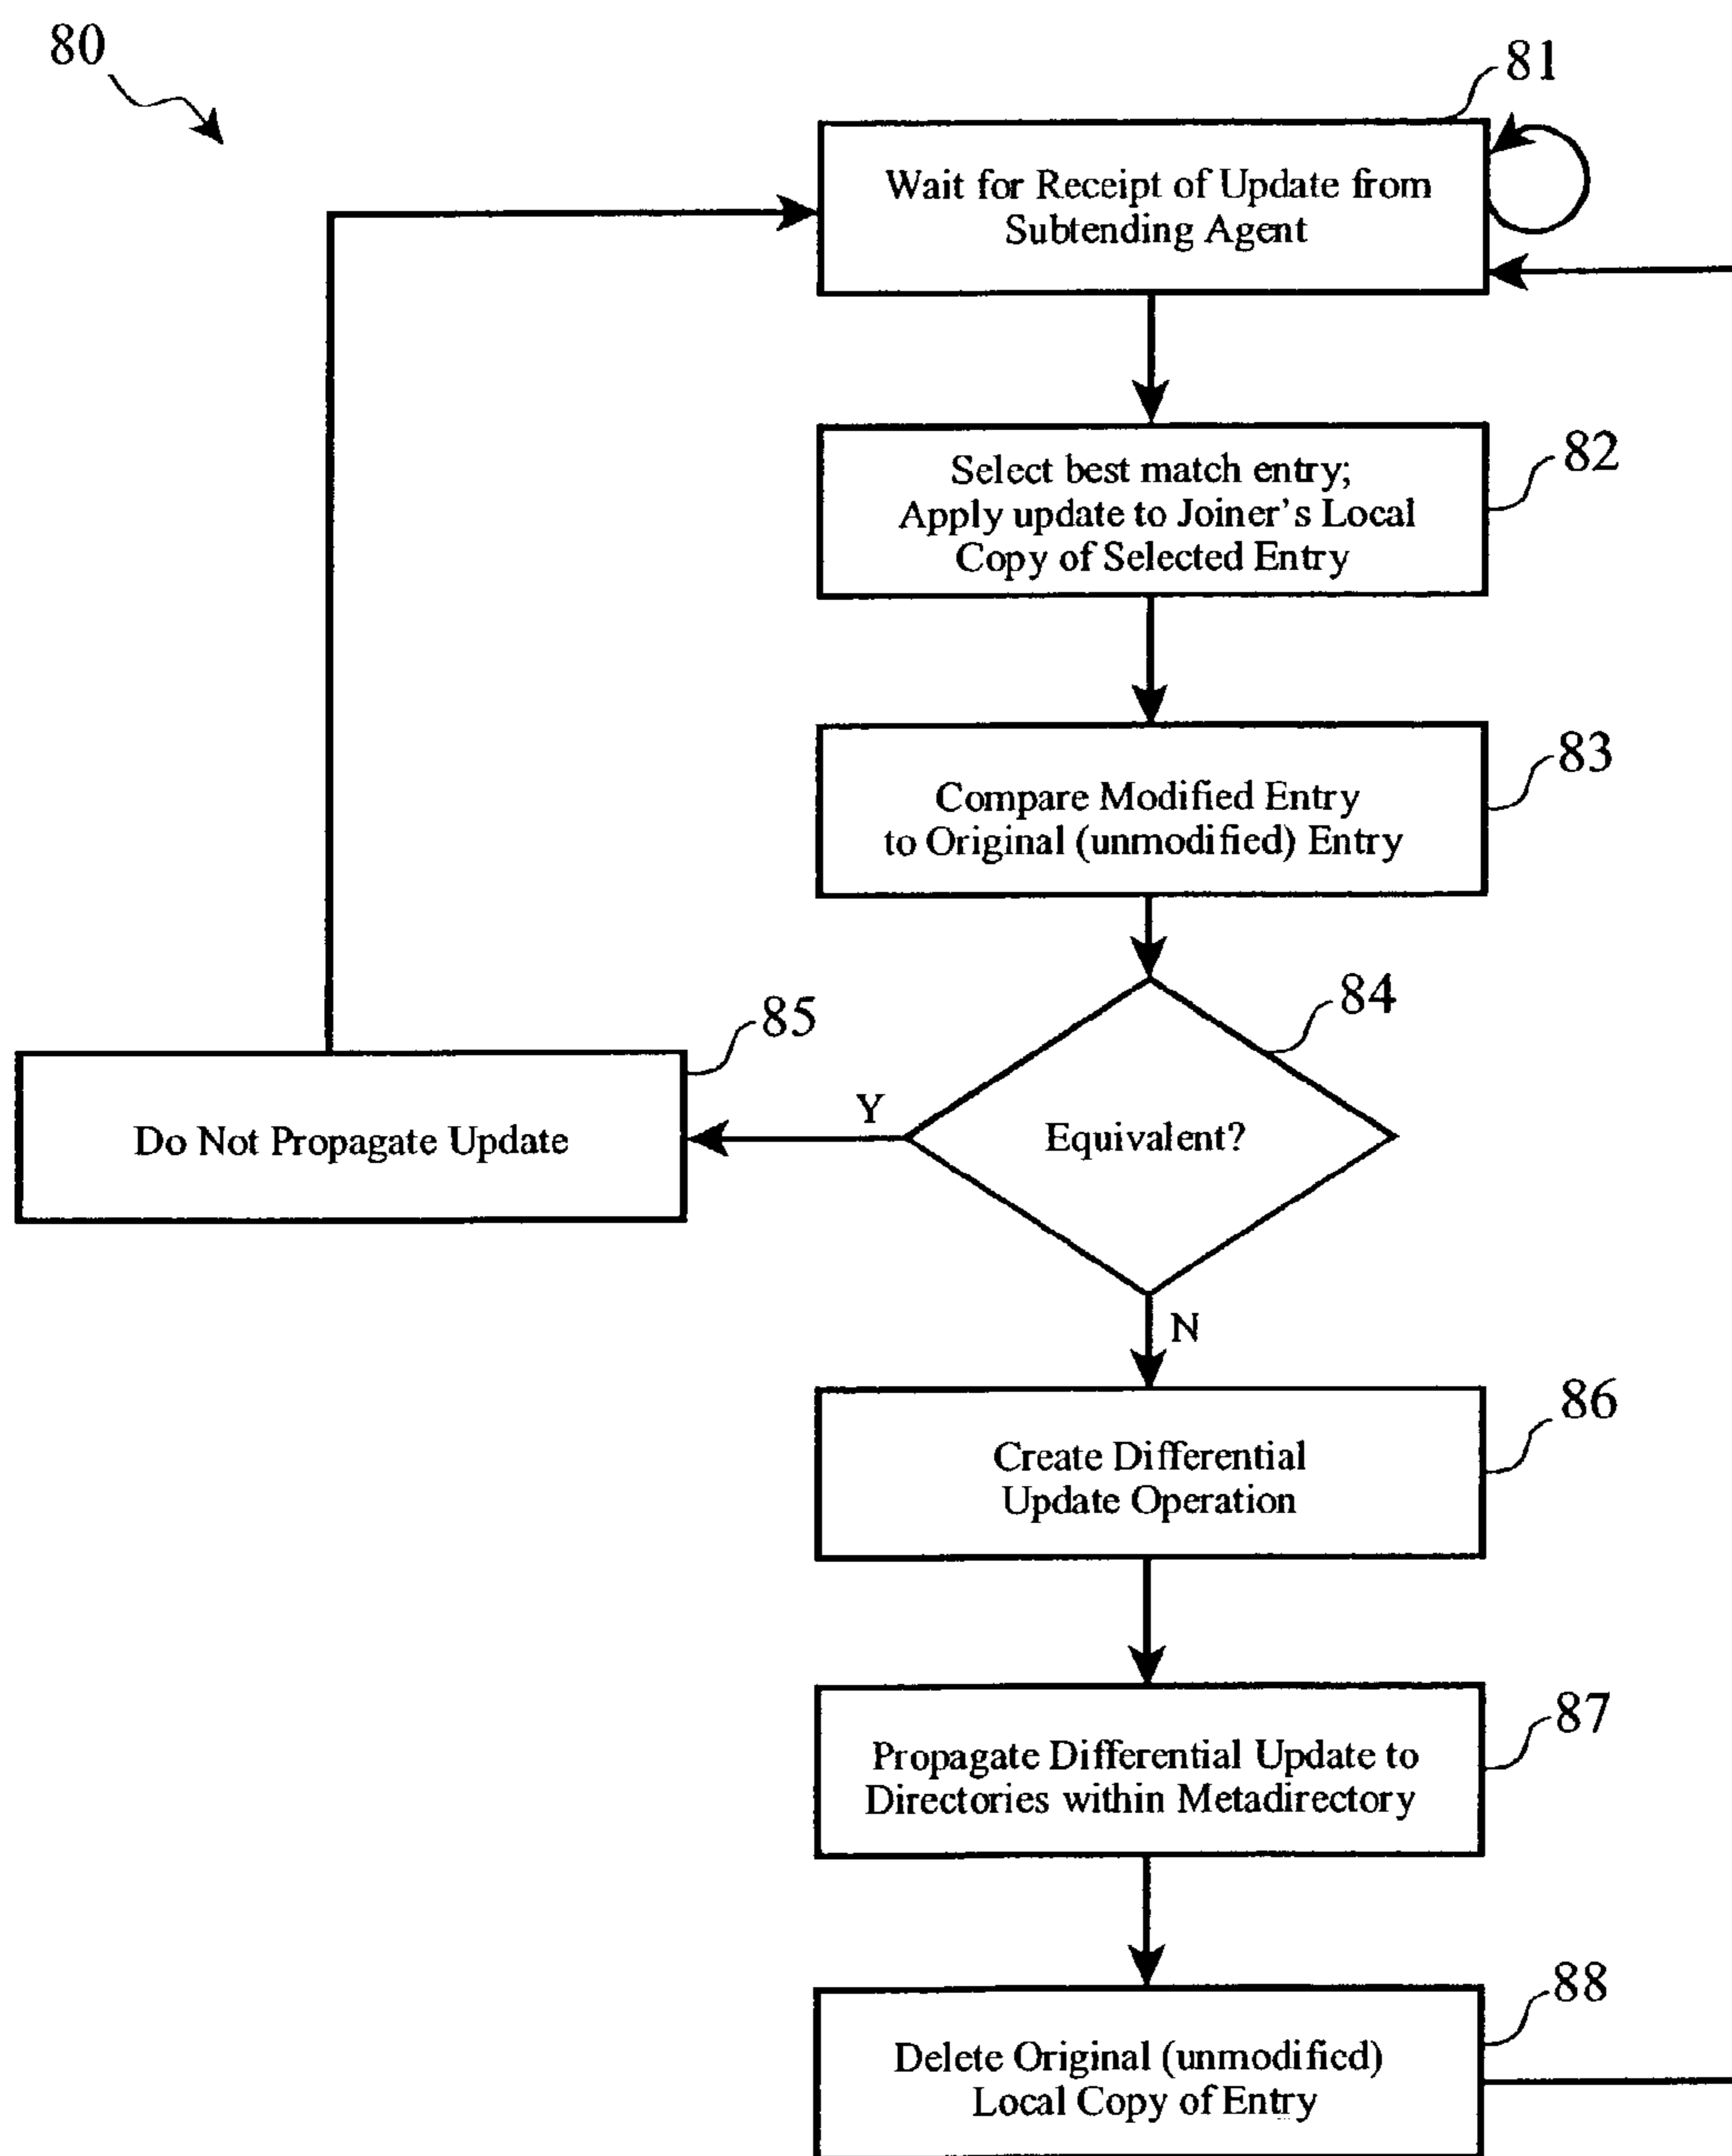 80
81
Wait for Receipt of Update from
Subtending Agent
82
Select best match entry;
Apply update to Joiner's Local
Copy of Selected Entry
83
Compare Modified Entry
to Original (unmodified) Entry
84
Equivalent?
Y
85
Do Not Propagate Update
N
86
Create Differential
Update Operation
87
Propagate Differential Update to
Directories within Metadirectory
88
Delete Original (unmodified)
Local Copy of Entry